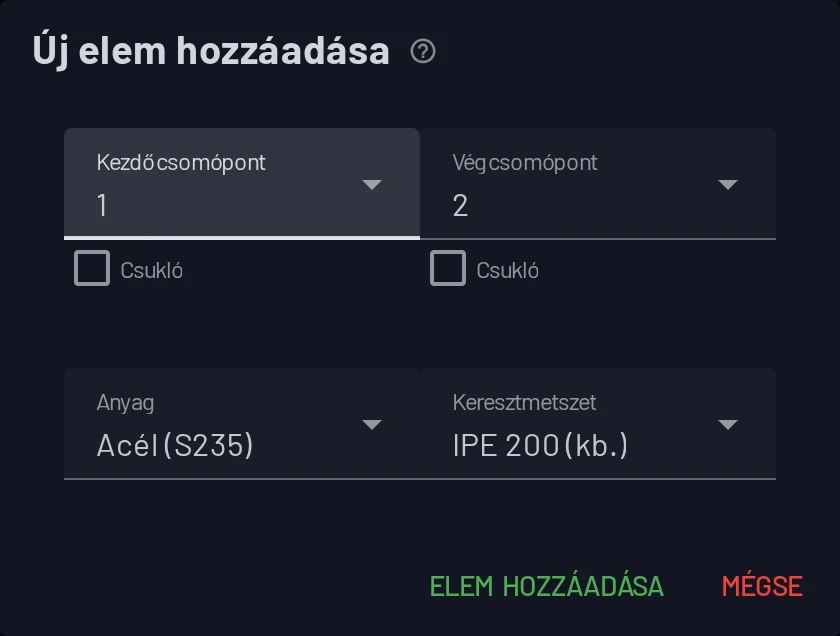 Új elem hozzáadása ?
Kezdőcsomópont
1
Végcsomópont
2
Csukló
Csukló
Anyag
Acél (S235)
Keresztmetszet
IPE 200 (kb.)
ELEM HOZZÁADÁSA
MÉGSE